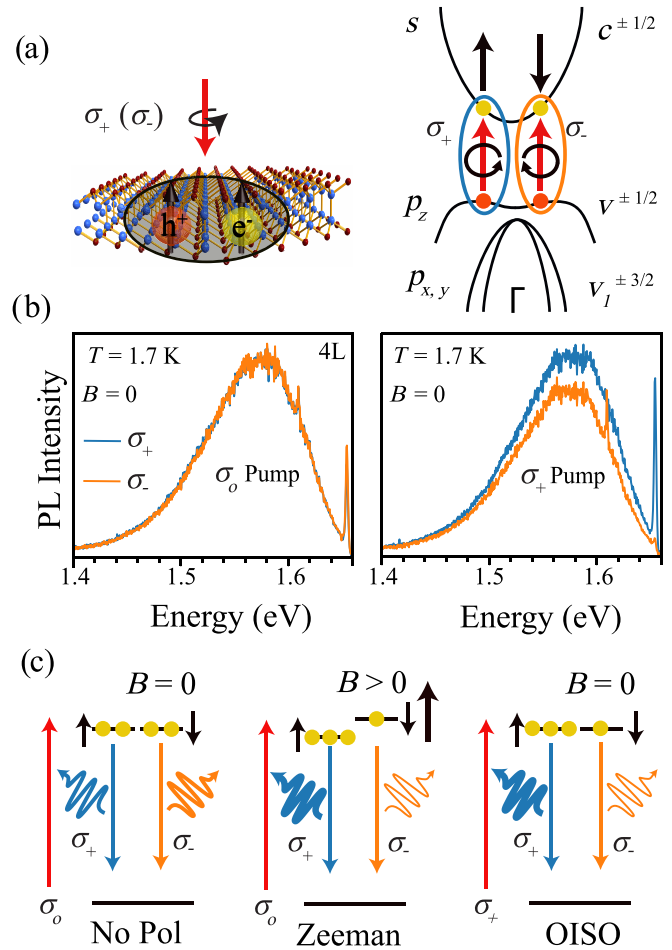 (a)
σ₊ (σ₋)
h⁺ e⁻
s c ± 1/2
σ₊ σ₋
p_z v ± 1/2
p_x, y Γ v₁ ± 3/2
(b)
T = 1.7 K 4L
B = 0
σ₊
σ₋
σₒ Pump
PL Intensity
1.4 1.5 1.6
Energy (eV)
T = 1.7 K
B = 0
σ₊ Pump
1.4 1.5 1.6
Energy (eV)
(c)
B = 0
σ₊ σ₋
σₒ
No Pol
B > 0
σ₊ σ₋
σₒ
Zeeman
B = 0
σ₊ σ₋
σ₊
OISO